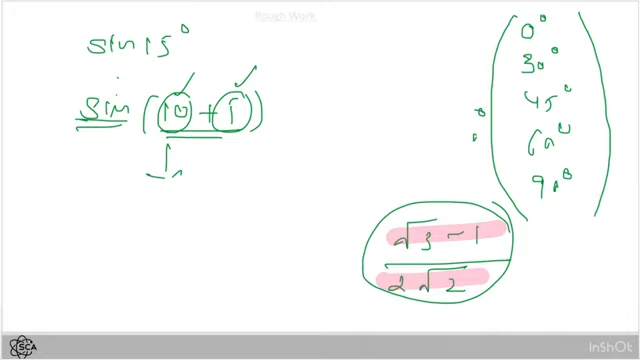 Rough Work
sin 15°
sin (10 + 5)
0°
30°
45°
60°
90°
√3 - 1
2 √2
SCA
InShOt